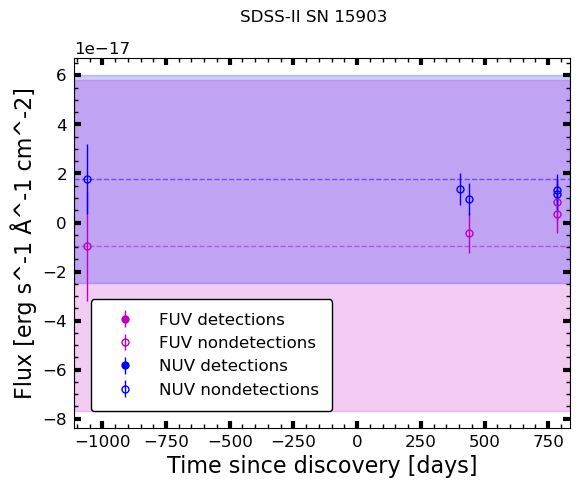 SDSS-II SN 15903
1e−17
6
4
2
0
−2
−4
−6
−8
Flux [erg s^-1 Å^-1 cm^-2]
FUV detections
FUV nondetections
NUV detections
NUV nondetections
−1000 −750 −500 −250 0 250 500 750
Time since discovery [days]